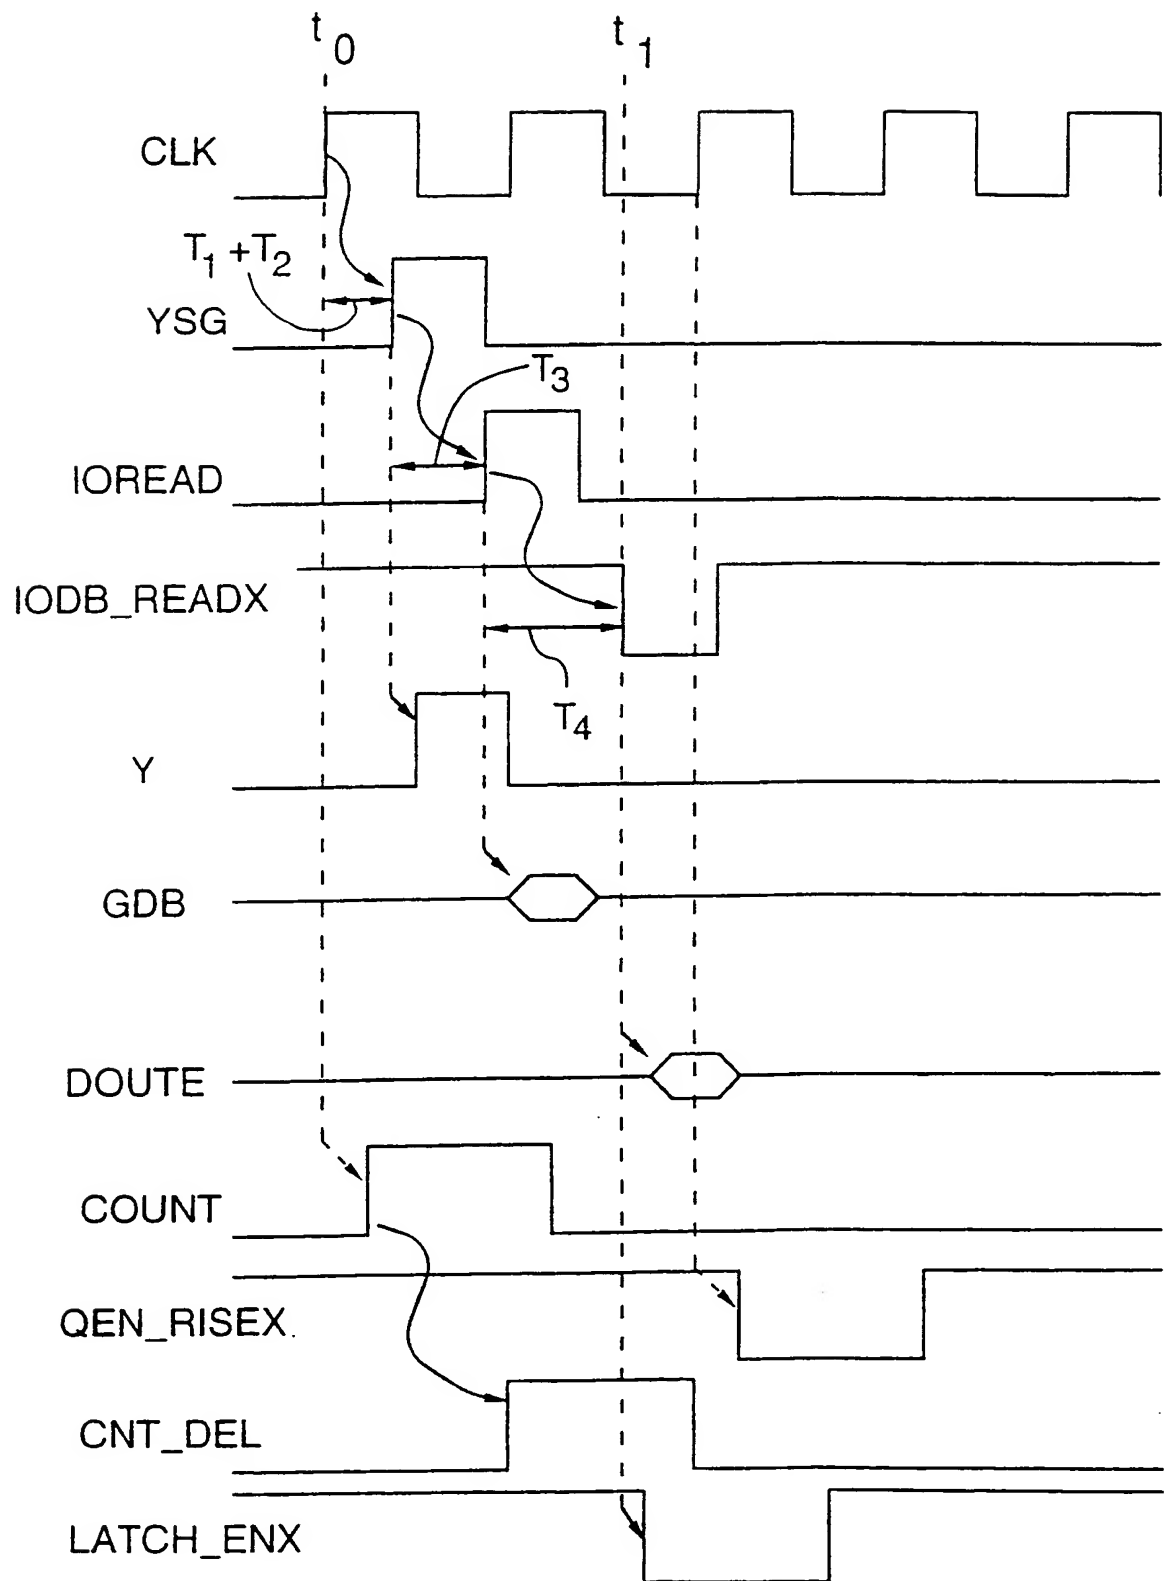 t0
t1
CLK
T1 +T2
YSG
T3
IOREAD
IODB_READX
T4
Y
GDB
DOUTE
COUNT
QEN_RISEX.
CNT_DEL
LATCH_ENX